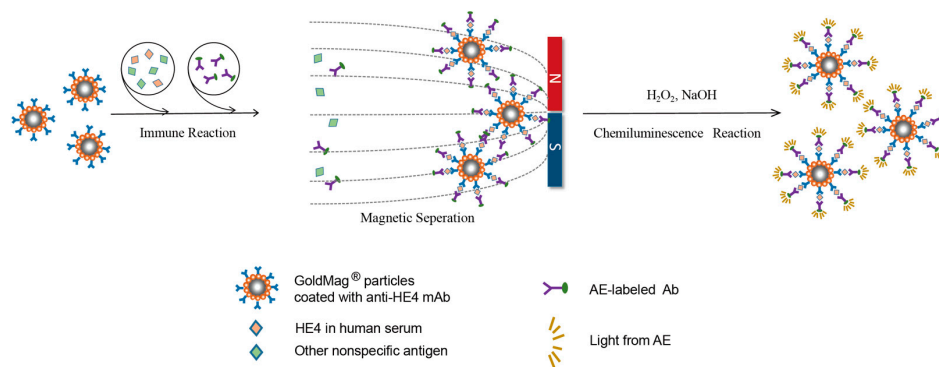 Immune Reaction
N
S
Magnetic Seperation
H₂O₂, NaOH
Chemiluminescence Reaction
GoldMag® particles
coated with anti-HE4 mAb
HE4 in human serum
Other nonspecific antigen
AE-labeled Ab
Light from AE